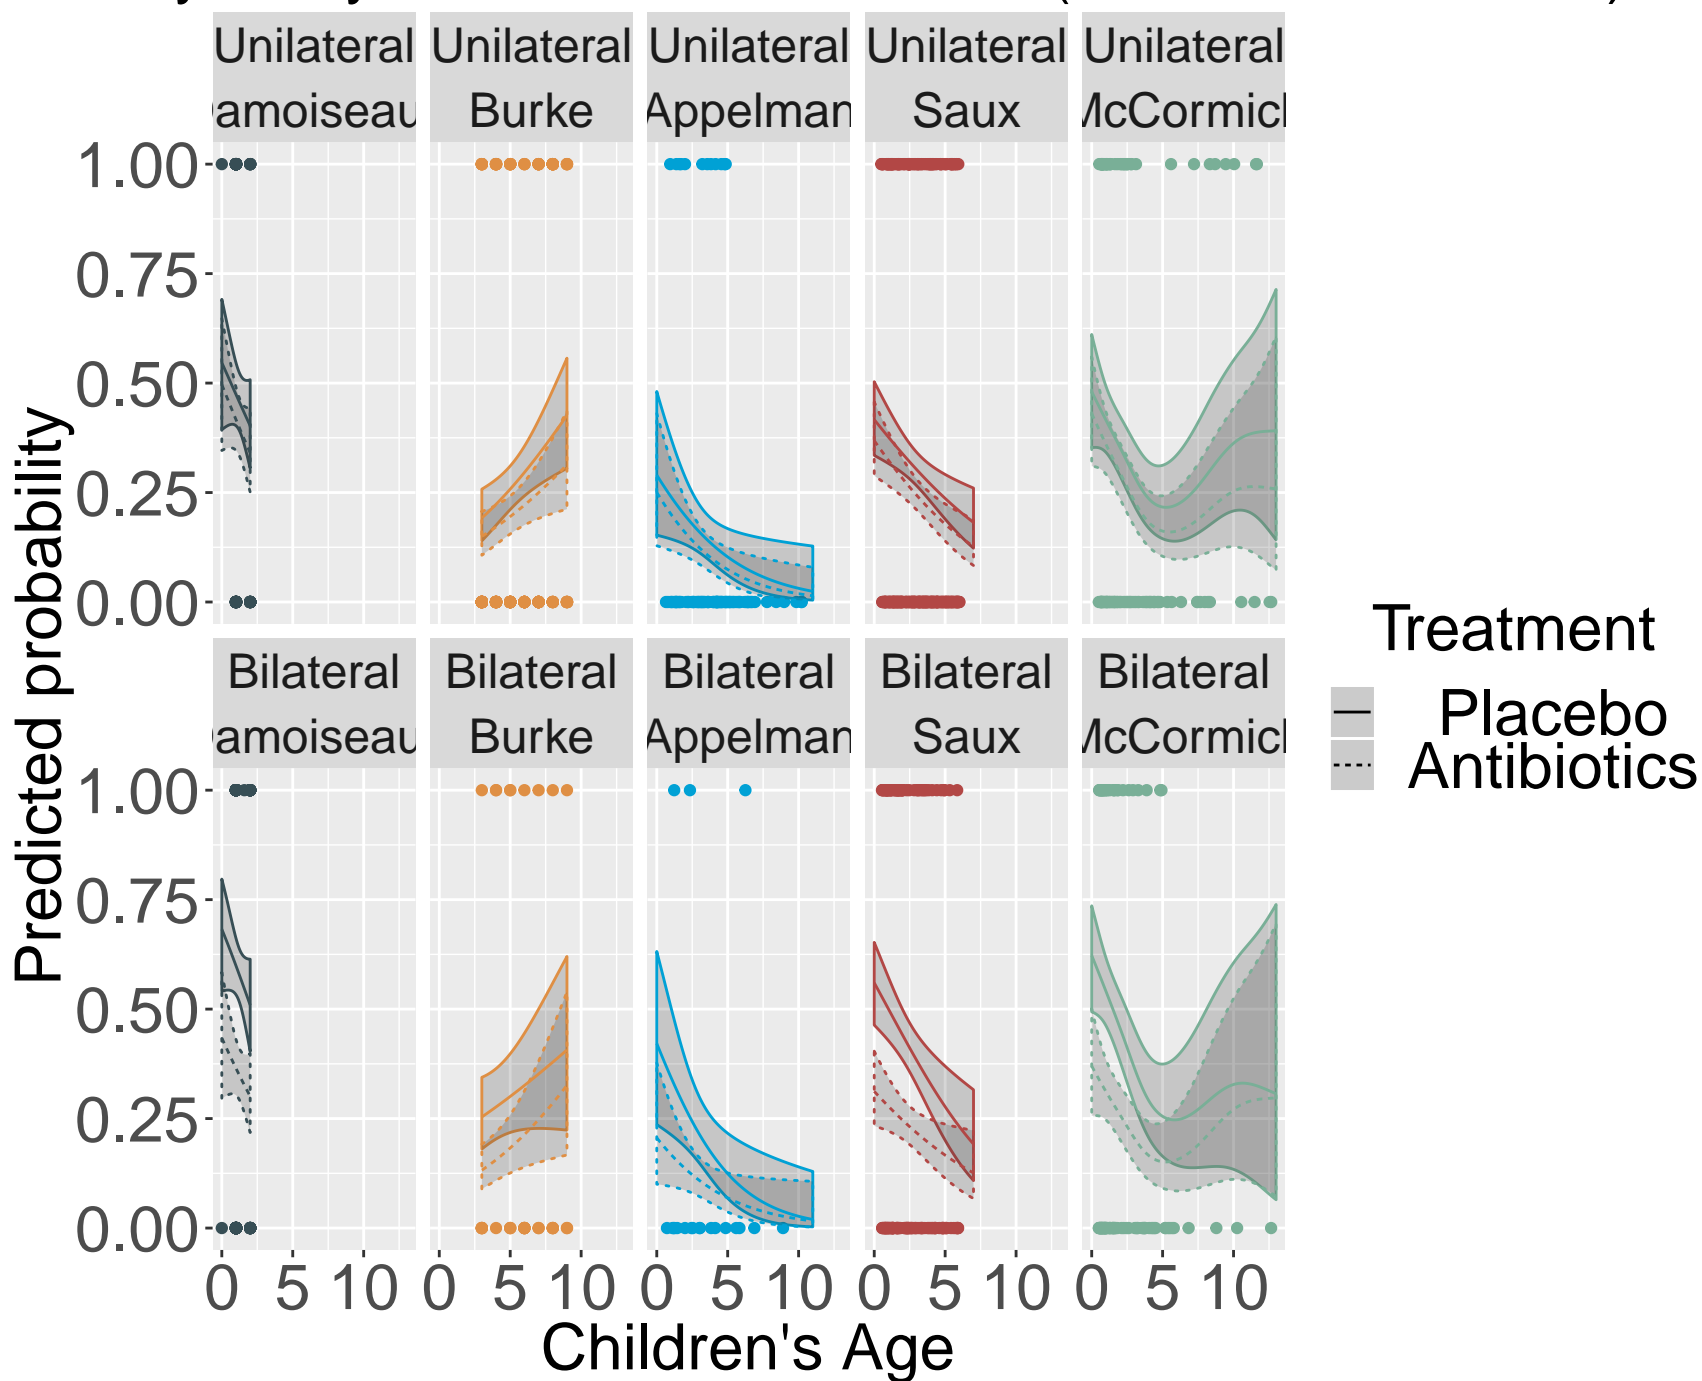 Unilateral Unilateral Unilateral Unilateral Unilateral
amoiseau Burke Appelman Saux McCormick
1.00
0.75
0.50
0.25
0.00
Bilateral Bilateral Bilateral Bilateral Bilateral
amoiseau Burke Appelman Saux McCormick
1.00
0.75
0.50
0.25
0.00
0 5 10 0 5 10 0 5 10 0 5 10 0 5 10
Children's Age
Predicted probability
Treatment
Placebo
Antibiotics